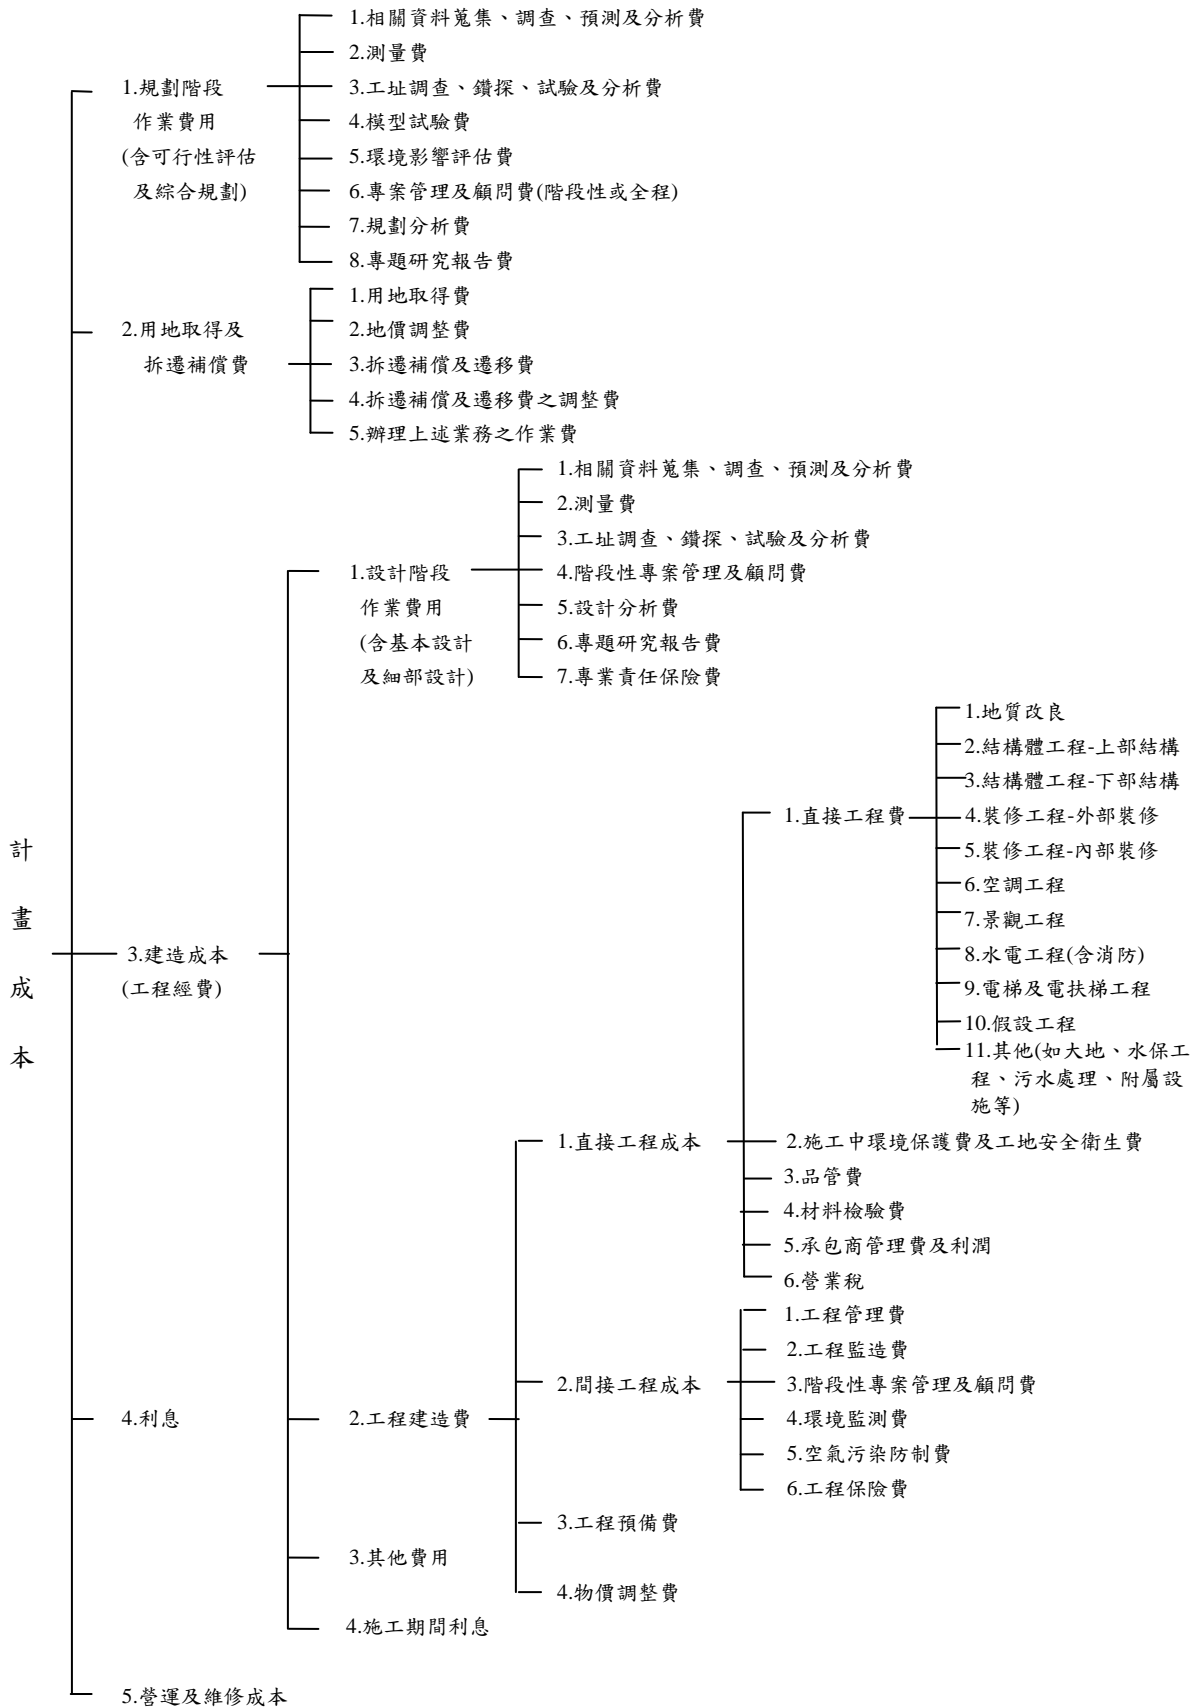 計畫成本
1.規劃階段
作業費用
(含可行性評估
及綜合規劃)
1.相關資料蒐集、調查、預測及分析費
2.測量費
3.工址調查、鑽探、試驗及分析費
4.模型試驗費
5.環境影響評估費
6.專案管理及顧問費(階段性或全程)
7.規劃分析費
8.專題研究報告費
2.用地取得及
拆遷補償費
1.用地取得費
2.地價調整費
3.拆遷補償及遷移費
4.拆遷補償及遷移費之調整費
5.辦理上述業務之作業費
3.建造成本
(工程經費)
1.設計階段
作業費用
(含基本設計
及細部設計)
1.相關資料蒐集、調查、預測及分析費
2.測量費
3.工址調查、鑽探、試驗及分析費
4.階段性專案管理及顧問費
5.設計分析費
6.專題研究報告費
7.專業責任保險費
2.工程建造費
1.直接工程成本
1.直接工程費
1.地質改良
2.結構體工程-上部結構
3.結構體工程-下部結構
4.裝修工程-外部裝修
5.裝修工程-內部裝修
6.空調工程
7.景觀工程
8.水電工程(含消防)
9.電梯及電扶梯工程
10.假設工程
11.其他(如大地、水保工
程、污水處理、附屬設
施等)
2.施工中環境保護費及工地安全衛生費
3.品管費
4.材料檢驗費
5.承包商管理費及利潤
6.營業稅
2.間接工程成本
1.工程管理費
2.工程監造費
3.階段性專案管理及顧問費
4.環境監測費
5.空氣污染防制費
6.工程保險費
3.工程預備費
4.物價調整費
3.其他費用
4.施工期間利息
4.利息
5.營運及維修成本